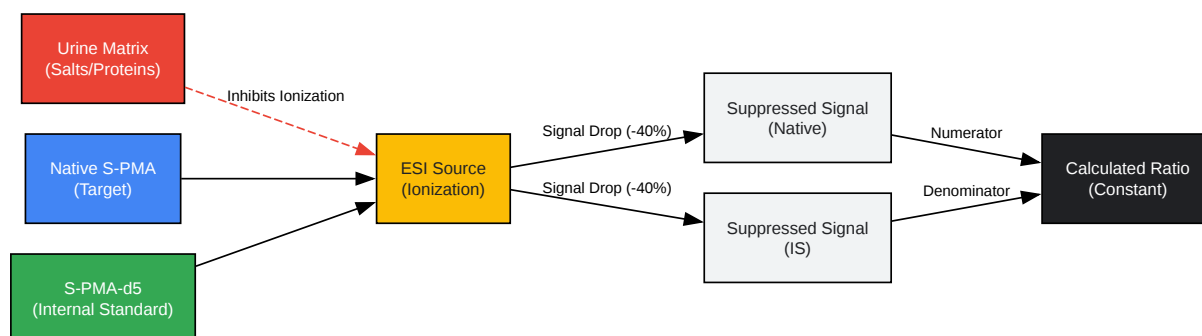 Urine Matrix
(Salts/Proteins)
Inhibits Ionization
Native S-PMA
(Target)
S-PMA-d5
(Internal Standard)
ESI Source
(Ionization)
Signal Drop (-40%)
Signal Drop (-40%)
Suppressed Signal
(Native)
Suppressed Signal
(IS)
Numerator
Denominator
Calculated Ratio
(Constant)